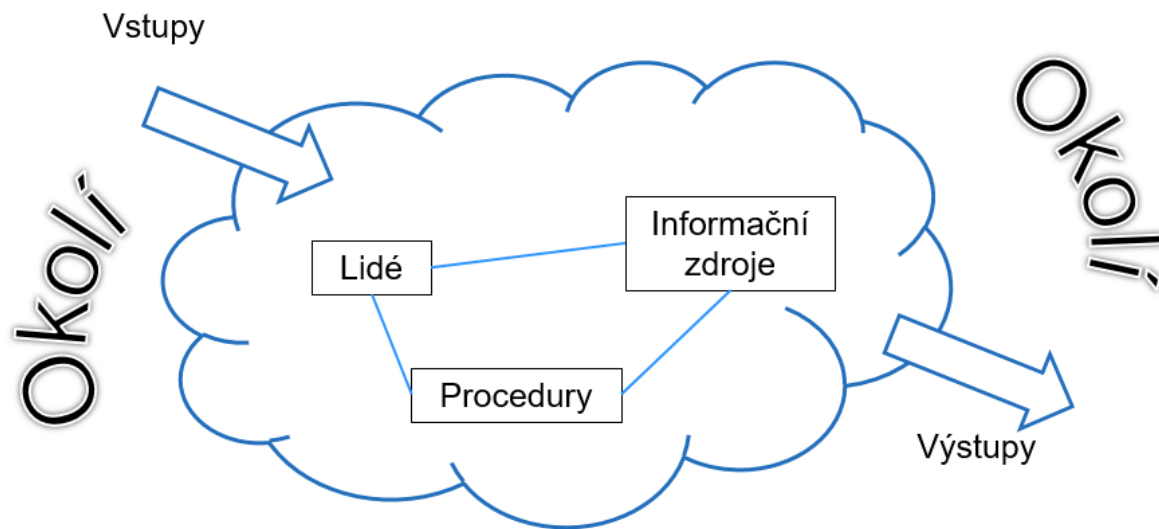 Vstupy
Okolí
Okolí
Informační
zdroje
Lidé
Procedury
Výstupy